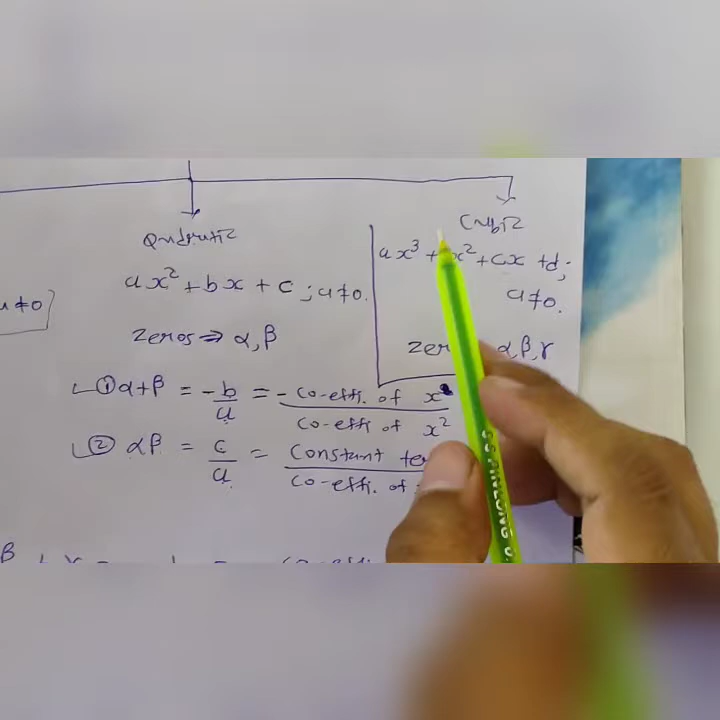 Quadratic
ax² + bx + c ; a≠0.
zeros ⇒ α, β
① α+β = -b/a = - co-effi. of x / co-effi of x²
② αβ = c/a = Constant / co-effi. of
Cubic
ax³ + x² + cx + d;
a≠0.
α, β, γ
≠0
β